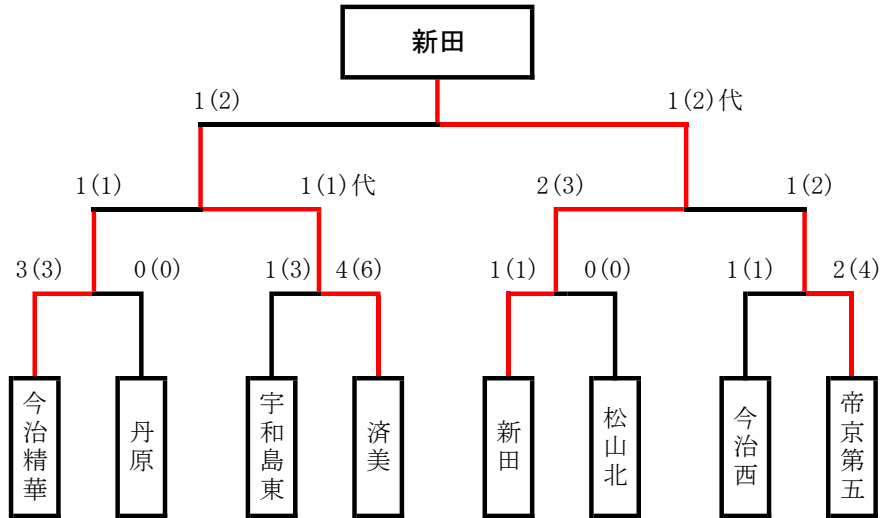 新田
1(2)
1(2)代
1(1)
1(1)代
2(3)
1(2)
3(3)
0(0)
1(3)
4(6)
1(1)
0(0)
1(1)
2(4)
今治精華
丹原
宇和島東
済美
新田
松山北
今治西
帝京第五